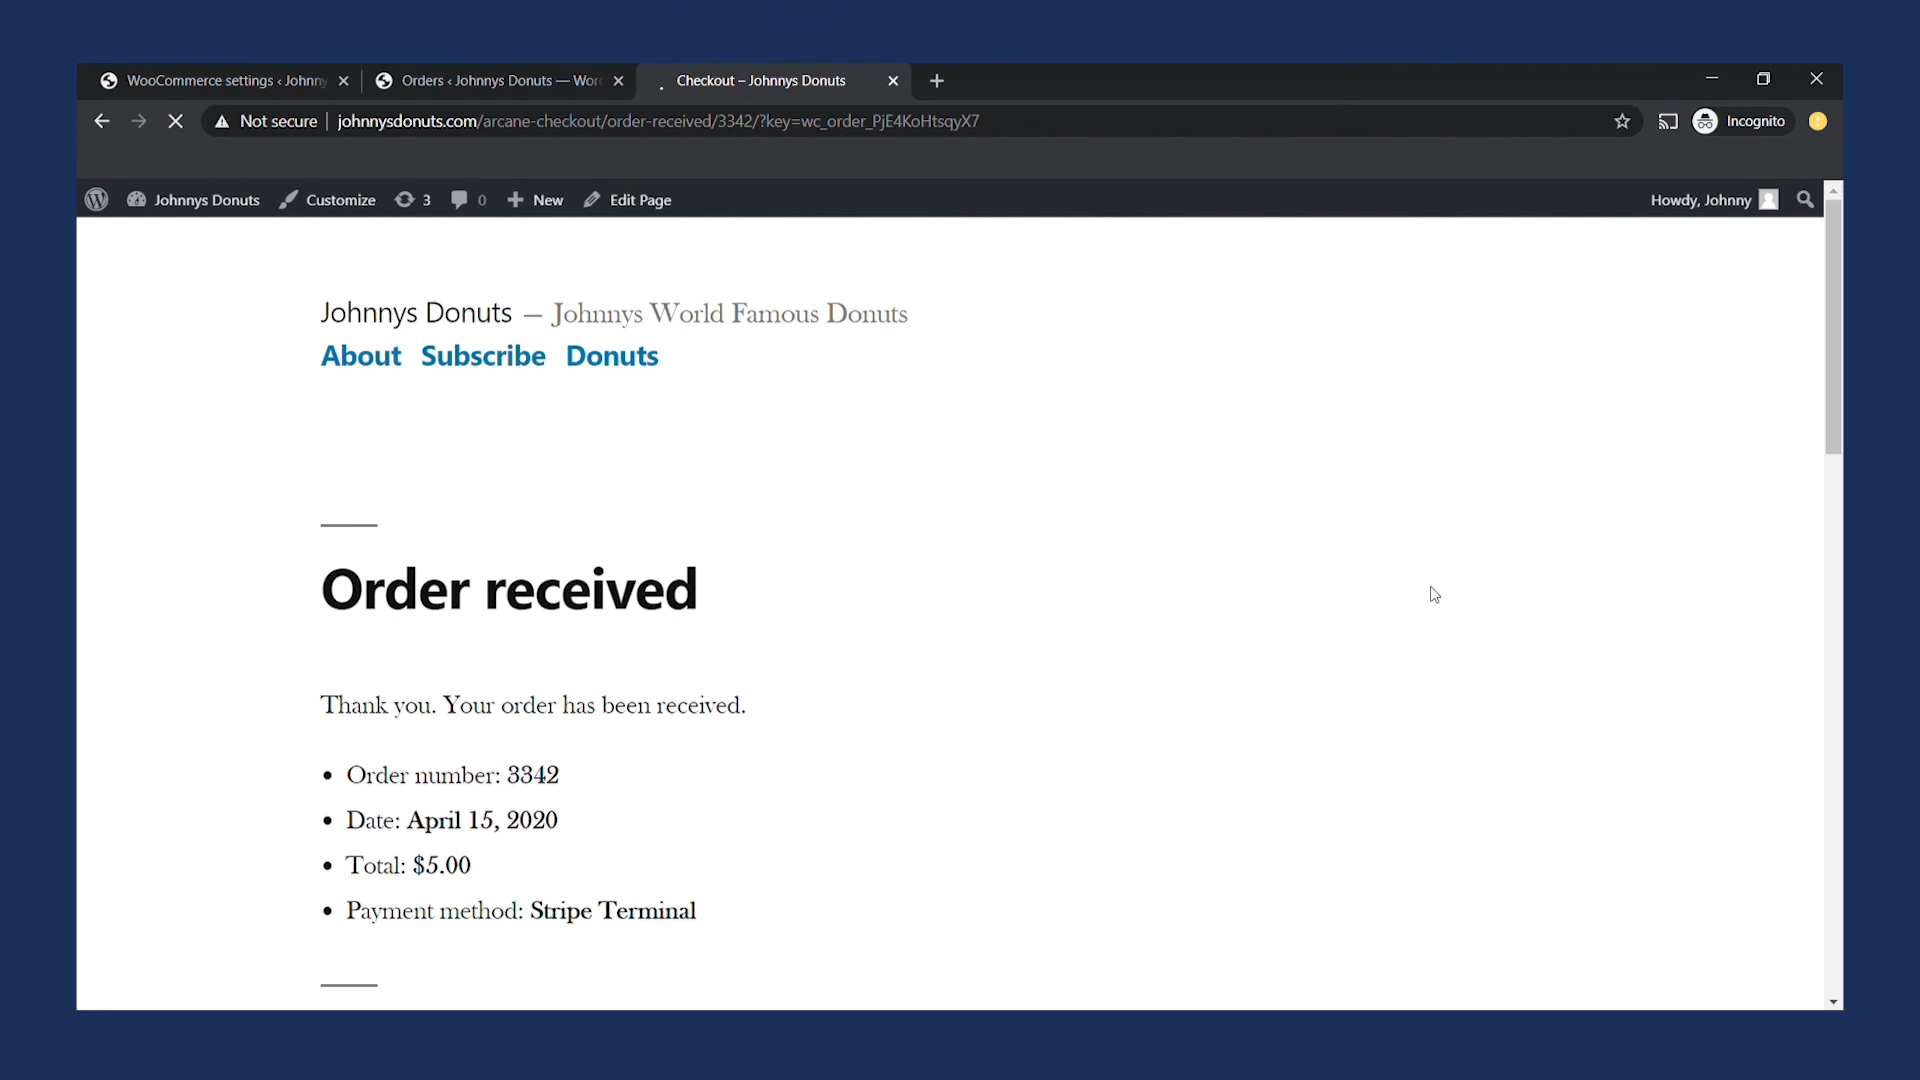 WooCommerce settings ‹ Johnny
Orders ‹ Johnnys Donuts — Wor
Checkout – Johnnys Donuts
Not secure
johnnysdonuts.com/arcane-checkout/order-received/3342/?key=wc_order_PjE4KoHtsqyX7
Incognito
Johnnys Donuts
Customize
3
0
New
Edit Page
Howdy, Johnny
Johnnys Donuts — Johnnys World Famous Donuts
About Subscribe Donuts
Order received
Thank you. Your order has been received.
• Order number: 3342
• Date: April 15, 2020
• Total: $5.00
• Payment method: Stripe Terminal